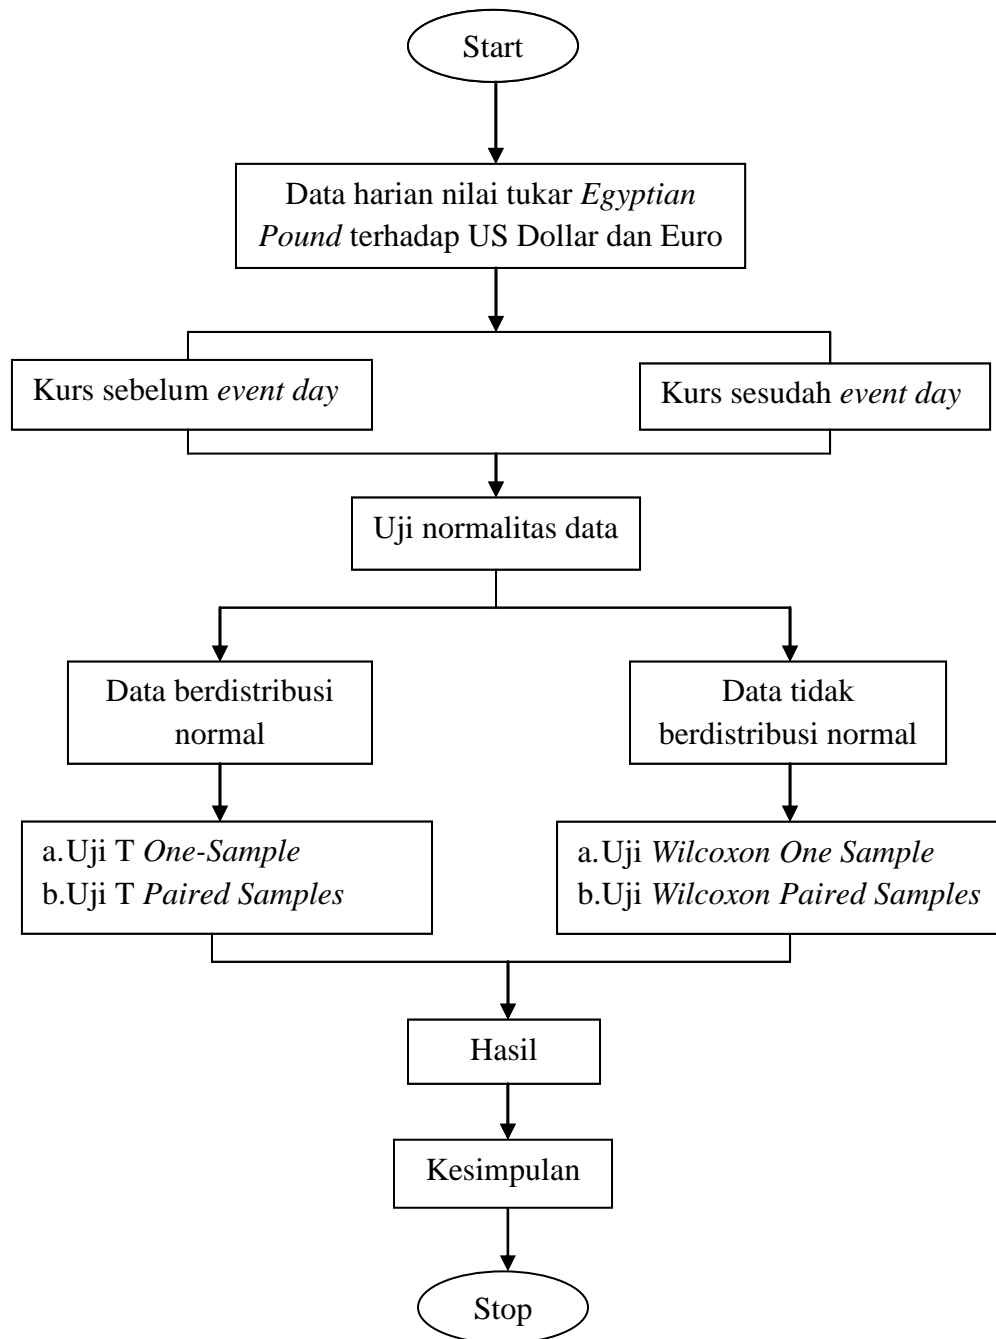 Start
Data harian nilai tukar Egyptian
Pound terhadap US Dollar dan Euro
Kurs sebelum event day
Kurs sesudah event day
Uji normalitas data
Data berdistribusi
normal
Data tidak
berdistribusi normal
a.Uji T One-Sample
b.Uji T Paired Samples
a.Uji Wilcoxon One Sample
b.Uji Wilcoxon Paired Samples
Hasil
Kesimpulan
Stop